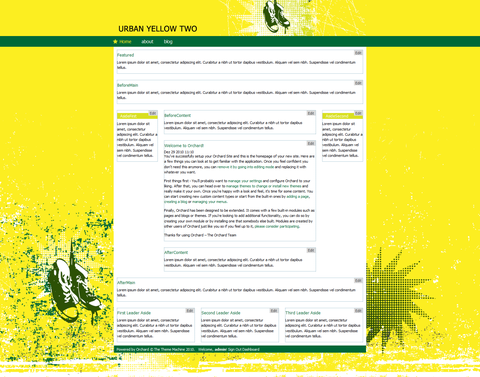 URBAN YELLOW TWO
Home about blog
Edit
Featured
Lorem ipsum dolor sit amet, consectetur adipiscing elit. Curabitur a nibh ut tortor dapibus vestibulum. Aliquam vel sem nibh. Suspendisse vel condimentum
tellus.
Edit
BeforeMain
Lorem ipsum dolor sit amet, consectetur adipiscing elit. Curabitur a nibh ut tortor dapibus vestibulum. Aliquam vel sem nibh. Suspendisse vel condimentum
tellus.
Edit
Lorem ipsum dolor sit
amet, consectetur
adipiscing elit. Curabitur
a nibh ut tortor dapibus
vestibulum. Aliquam vel
sem nibh. Suspendisse
vel condimentum tellus.
Edit
BeforeContent
Lorem ipsum dolor sit amet, consectetur adipiscing elit. Curabitur a nibh ut tortor dapibus
vestibulum. Aliquam vel sem nibh. Suspendisse vel condimentum tellus.
Edit
Welcome to Orchard!
Dec 29 2010 11:10
You've successfully setup your Orchard Site and this is the homepage of your new site. Here are
a few things you can look at to get familiar with the application. Once you feel confident you
don't need this anymore, you can remove it by going into editing mode and replacing it with
whatever you want.
First things first - You'll probably want to manage your settings and configure Orchard to your
liking. After that, you can head over to manage themes to change or install new themes and
really make it your own. Once you're happy with a look and feel, it's time for some content. You
can start creating new custom content types or start from the built-in ones by adding a page,
creating a blog or managing your menus.
Finally, Orchard has been designed to be extended. It comes with a few built-in modules such as
pages and blogs or themes. If you're looking to add additional functionality, you can do so by
creating your own module or by installing one that somebody else built. Modules are created by
other users of Orchard just like you so if you feel up to it, please consider participating.
Thanks for using Orchard – The Orchard Team
Edit
AfterContent
Lorem ipsum dolor sit amet, consectetur adipiscing elit. Curabitur a nibh ut tortor dapibus
vestibulum. Aliquam vel sem nibh. Suspendisse vel condimentum tellus.
Edit
Lorem ipsum dolor sit
amet, consectetur
adipiscing elit. Curabitur
a nibh ut tortor dapibus
vestibulum. Aliquam vel
sem nibh. Suspendisse
vel condimentum tellus.
Edit
AfterMain
Lorem ipsum dolor sit amet, consectetur adipiscing elit. Curabitur a nibh ut tortor dapibus vestibulum. Aliquam vel sem nibh. Suspendisse vel condimentum
tellus.
Edit
First Leader Aside
Lorem ipsum dolor sit amet, consectetur
adipiscing elit. Curabitur a nibh ut tortor
dapibus vestibulum. Aliquam vel sem
nibh. Suspendisse vel condimentum
tellus.
Edit
Second Leader Aside
Lorem ipsum dolor sit amet, consectetur
adipiscing elit. Curabitur a nibh ut tortor
dapibus vestibulum. Aliquam vel sem
nibh. Suspendisse vel condimentum
tellus.
Edit
Third Leader Aside
Lorem ipsum dolor sit amet, consectetur
adipiscing elit. Curabitur a nibh ut tortor
dapibus vestibulum. Aliquam vel sem
nibh. Suspendisse vel condimentum
tellus.
Powered by Orchard © The Theme Machine 2010. Welcome, admin! Sign Out Dashboard